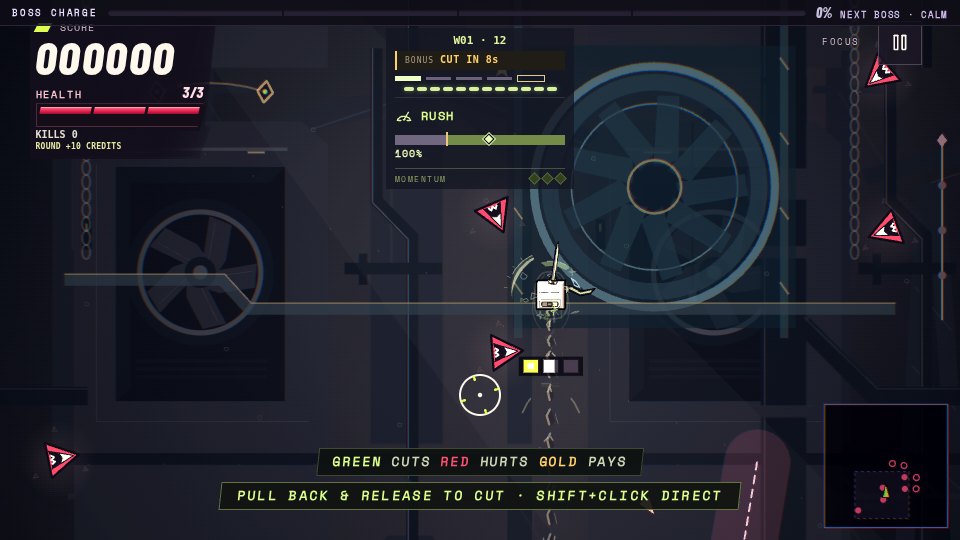 BOSS CHARGE
0% NEXT BOSS · CALM
SCORE
000000
HEALTH 3/3
KILLS 0
ROUND +10 CREDITS
W01 · 12
BONUS CUT IN 8s
RUSH
100%
MOMENTUM
FOCUS
GREEN CUTS RED HURTS GOLD PAYS
PULL BACK & RELEASE TO CUT · SHIFT+CLICK DIRECT